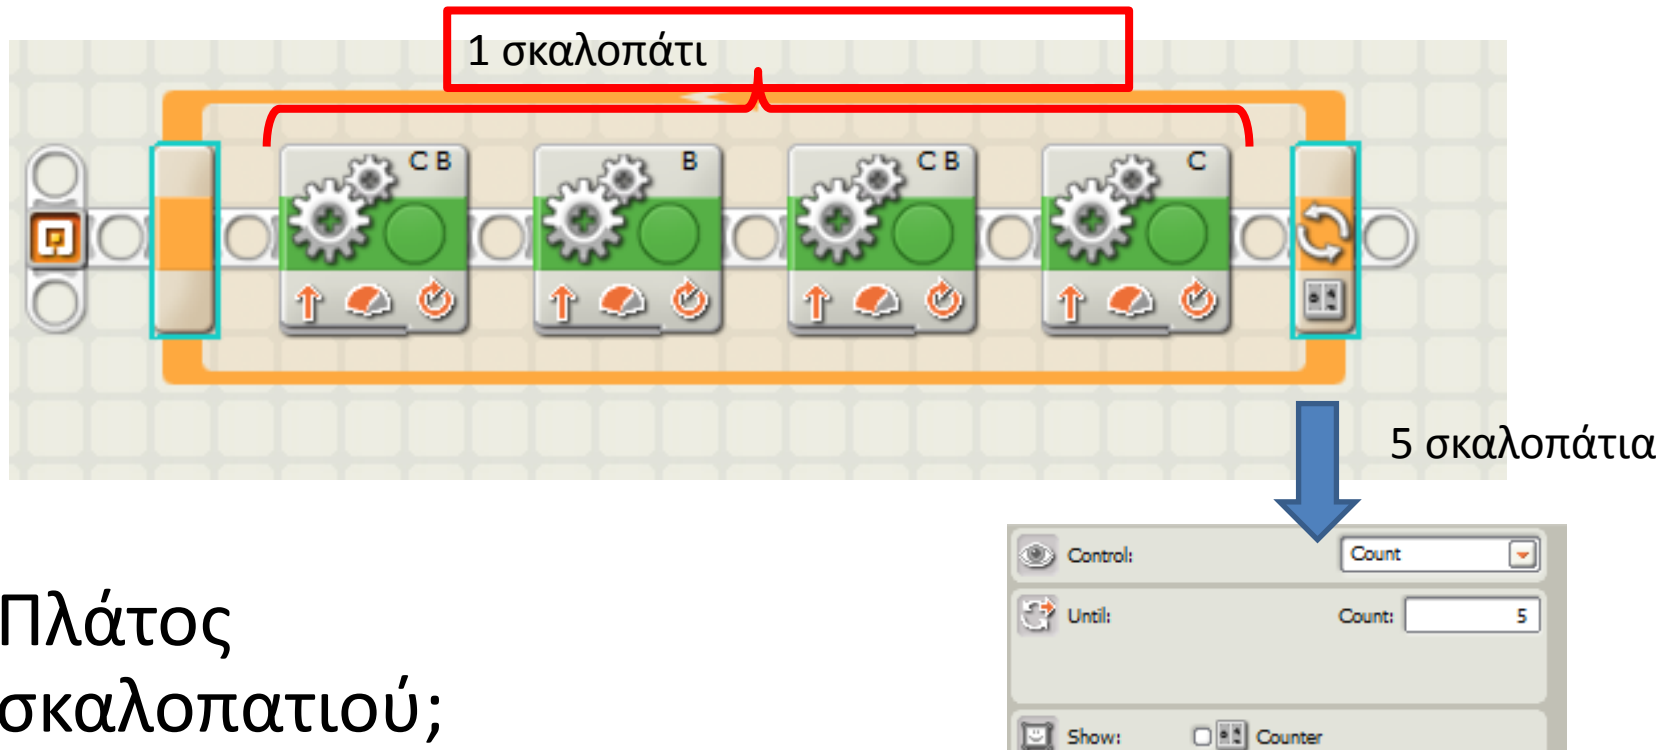 1 σκαλοπάτι
C B
B
C B
C
5 σκαλοπάτια
Control:
Count
Until:
Count:
5
Πλάτος
σκαλοπατιού;
Show:
Counter